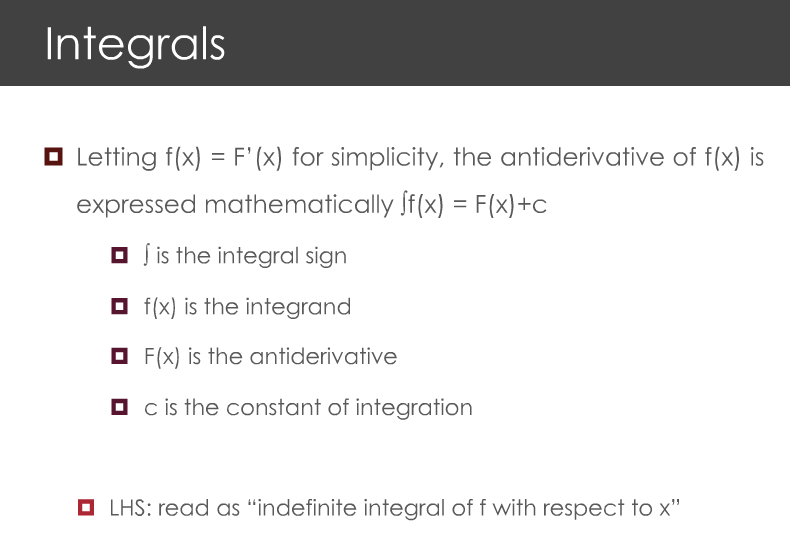 Integrals
Letting f(x) = F’(x) for simplicity, the antiderivative of f(x) is
expressed mathematically ∫f(x) = F(x)+c
∫ is the integral sign
f(x) is the integrand
F(x) is the antiderivative
c is the constant of integration
LHS: read as “indefinite integral of f with respect to x”